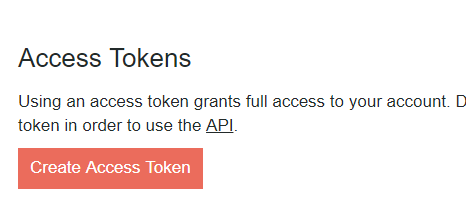 Access Tokens
Using an access token grants full access to your account. D
token in order to use the API.
Create Access Token